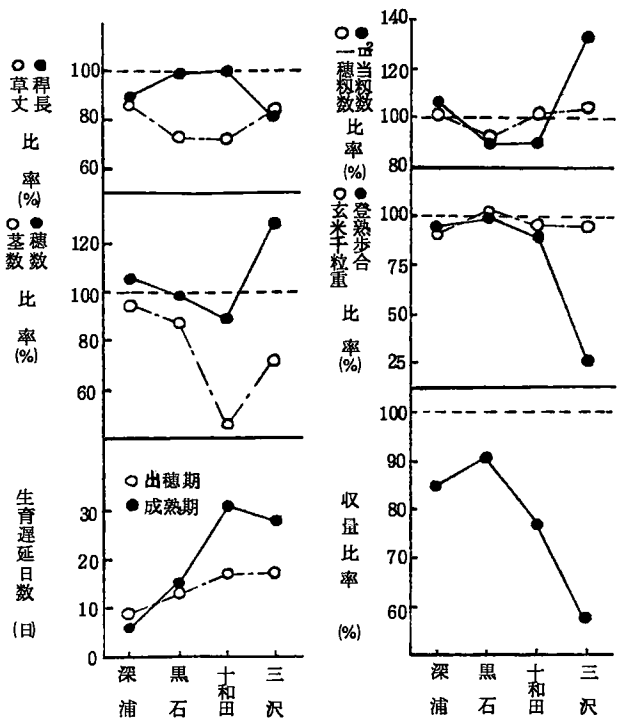 ○草丈
●稈長
比率(%)
100
80
60
○茎数
●穂数
比率(%)
120
100
80
60
○出穂期
●成熟期
生育遅延日数(日)
30
20
10
0
深浦
黒石
十和田
三沢
○一穂籾数
●㎡当籾数
比率(%)
140
120
100
80
○玄米千粒重
●登熟歩合
比率(%)
100
75
50
25
収量比率(%)
100
90
80
70
60
深浦
黒石
十和田
三沢